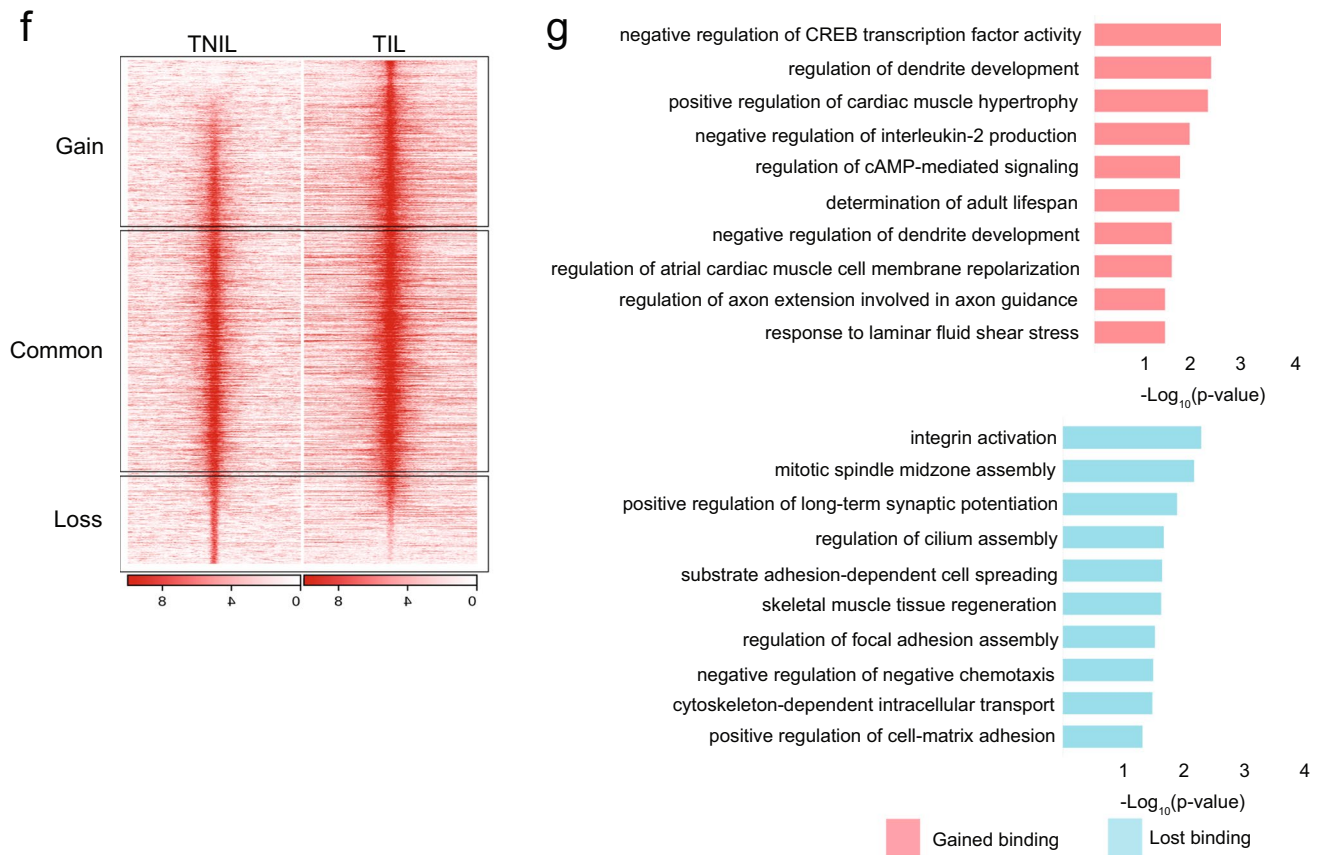 f
TNIL TIL
Gain
Common
Loss
8 4 0 8 4 0
g
negative regulation of CREB transcription factor activity
regulation of dendrite development
positive regulation of cardiac muscle hypertrophy
negative regulation of interleukin-2 production
regulation of cAMP-mediated signaling
determination of adult lifespan
negative regulation of dendrite development
regulation of atrial cardiac muscle cell membrane repolarization
regulation of axon extension involved in axon guidance
response to laminar fluid shear stress
1 2 3 4
-Log10(p-value)
integrin activation
mitotic spindle midzone assembly
positive regulation of long-term synaptic potentiation
regulation of cilium assembly
substrate adhesion-dependent cell spreading
skeletal muscle tissue regeneration
regulation of focal adhesion assembly
negative regulation of negative chemotaxis
cytoskeleton-dependent intracellular transport
positive regulation of cell-matrix adhesion
1 2 3 4
-Log10(p-value)
Gained binding Lost binding